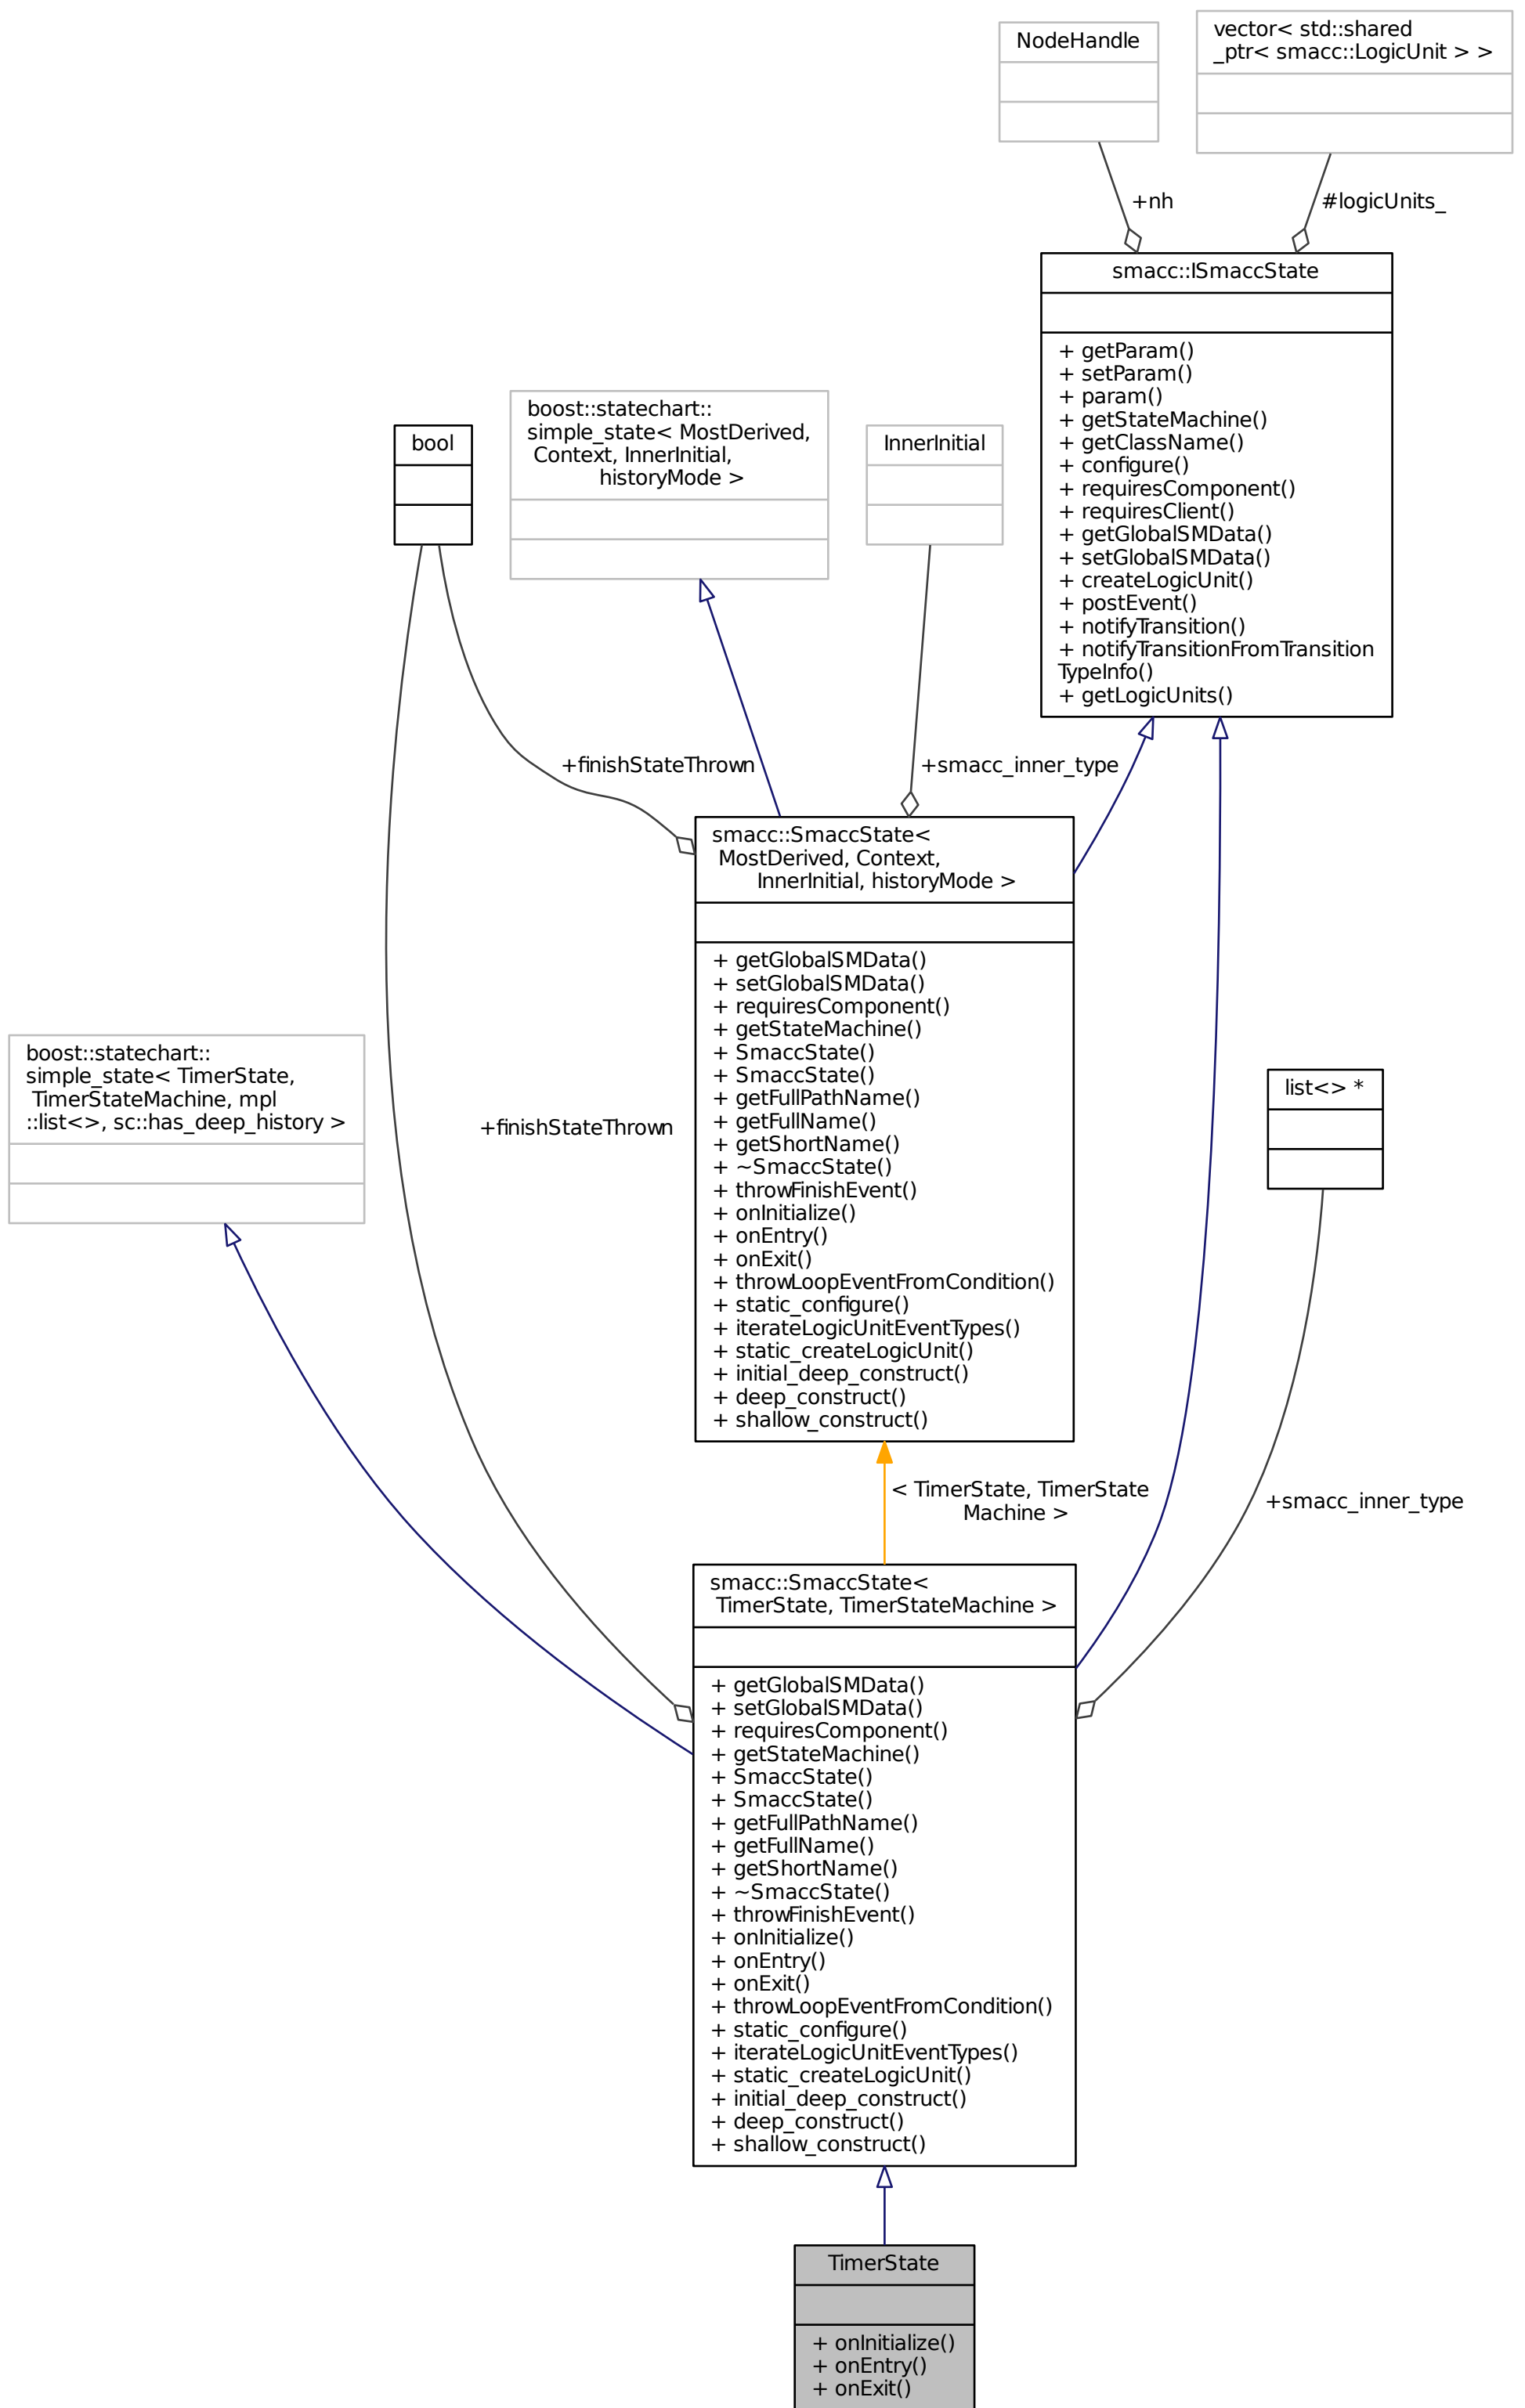 NodeHandle
vector< std::shared
_ptr< smacc::LogicUnit > >
+nh
#logicUnits_
smacc::ISmaccState
+ getParam()
+ setParam()
+ param()
+ getStateMachine()
+ getClassName()
+ configure()
+ requiresComponent()
+ requiresClient()
+ getGlobalSMData()
+ setGlobalSMData()
+ createLogicUnit()
+ postEvent()
+ notifyTransition()
+ notifyTransitionFromTransition
TypeInfo()
+ getLogicUnits()
bool
boost::statechart::
simple_state< MostDerived,
Context, InnerInitial,
historyMode >
InnerInitial
+finishStateThrown
+smacc_inner_type
smacc::SmaccState<
MostDerived, Context,
InnerInitial, historyMode >
+ getGlobalSMData()
+ setGlobalSMData()
+ requiresComponent()
+ getStateMachine()
+ SmaccState()
+ SmaccState()
+ getFullPathName()
+ getFullName()
+ getShortName()
+ ~SmaccState()
+ throwFinishEvent()
+ onInitialize()
+ onEntry()
+ onExit()
+ throwLoopEventFromCondition()
+ static_configure()
+ iterateLogicUnitEventTypes()
+ static_createLogicUnit()
+ initial_deep_construct()
+ deep_construct()
+ shallow_construct()
boost::statechart::
simple_state< TimerState,
TimerStateMachine, mpl
::list<>, sc::has_deep_history >
+finishStateThrown
list<> *
< TimerState, TimerState
Machine >
+smacc_inner_type
smacc::SmaccState<
TimerState, TimerStateMachine >
+ getGlobalSMData()
+ setGlobalSMData()
+ requiresComponent()
+ getStateMachine()
+ SmaccState()
+ SmaccState()
+ getFullPathName()
+ getFullName()
+ getShortName()
+ ~SmaccState()
+ throwFinishEvent()
+ onInitialize()
+ onEntry()
+ onExit()
+ throwLoopEventFromCondition()
+ static_configure()
+ iterateLogicUnitEventTypes()
+ static_createLogicUnit()
+ initial_deep_construct()
+ deep_construct()
+ shallow_construct()
TimerState
+ onInitialize()
+ onEntry()
+ onExit()